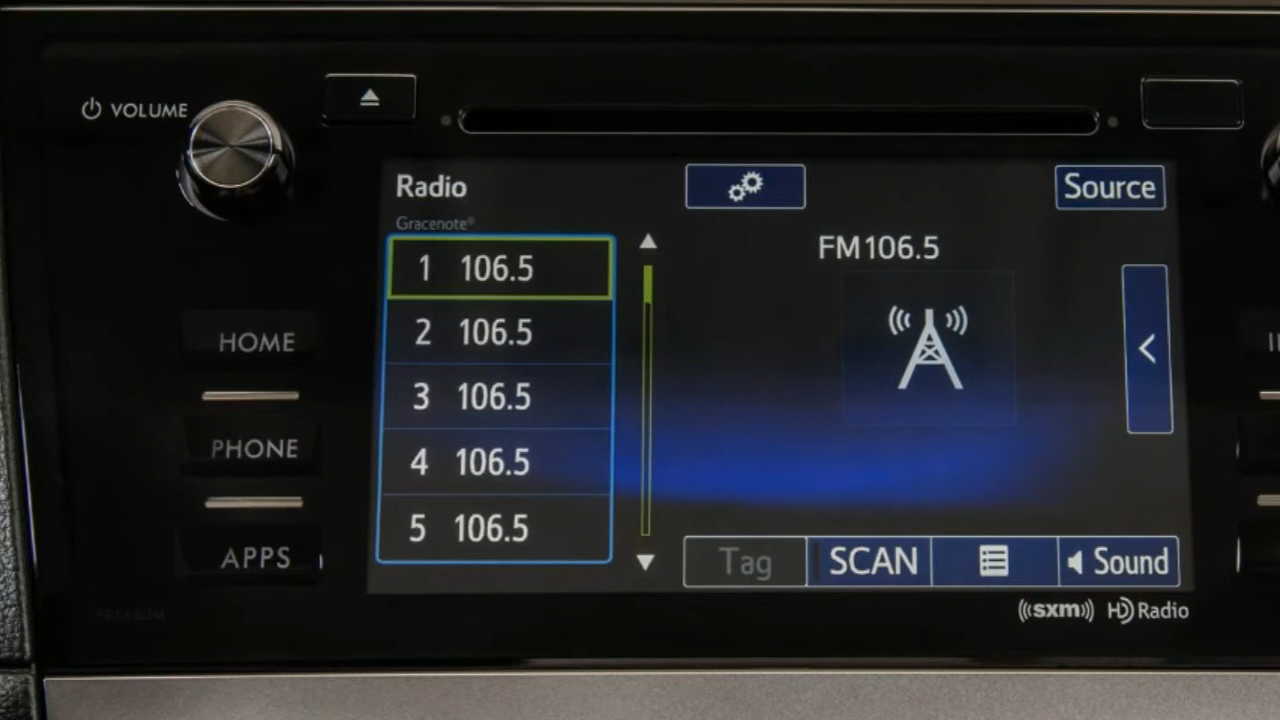 VOLUME
Radio
Source
Gracenote®
FM106.5
1 106.5
2 106.5
3 106.5
4 106.5
5 106.5
HOME
PHONE
APPS
Tag
SCAN
Sound
((sxm)) HD Radio